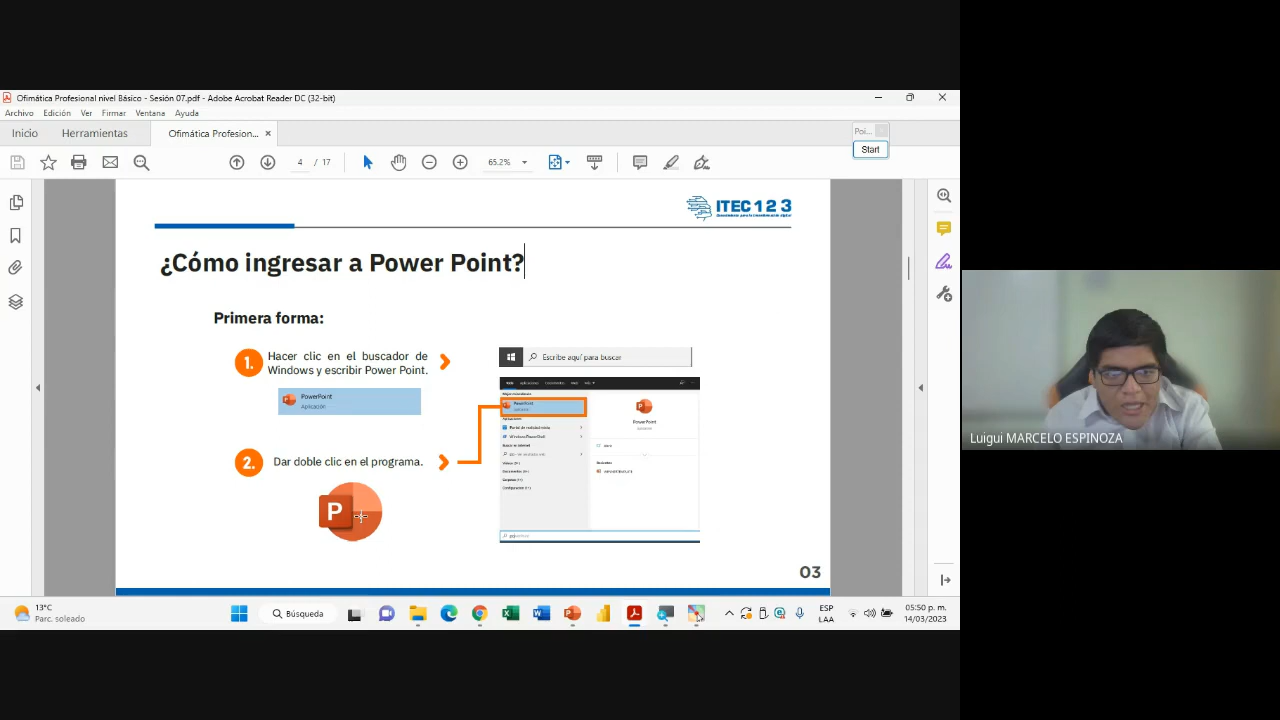 Ofimática Profesional nivel Básico - Sesión 07.pdf - Adobe Acrobat Reader DC (32-bit)
Archivo Edición Ver Firmar Ventana Ayuda
Inicio Herramientas Ofimática Profesion... ×
Poi...
Start
4 / 17 65.2%
ITEC 1 2 3
¿Cómo ingresar a Power Point?
Primera forma:
1. Hacer clic en el buscador de
Windows y escribir Power Point.
PowerPoint
Aplicación
2. Dar doble clic en el programa.
P
Escribe aquí para buscar
PowerPoint
Windows PowerShell
P
PowerPoint
03
Luigui MARCELO ESPINOZA
13°C
Parc. soleado
Búsqueda
ESP
LAA
05:50 p. m.
14/03/2023